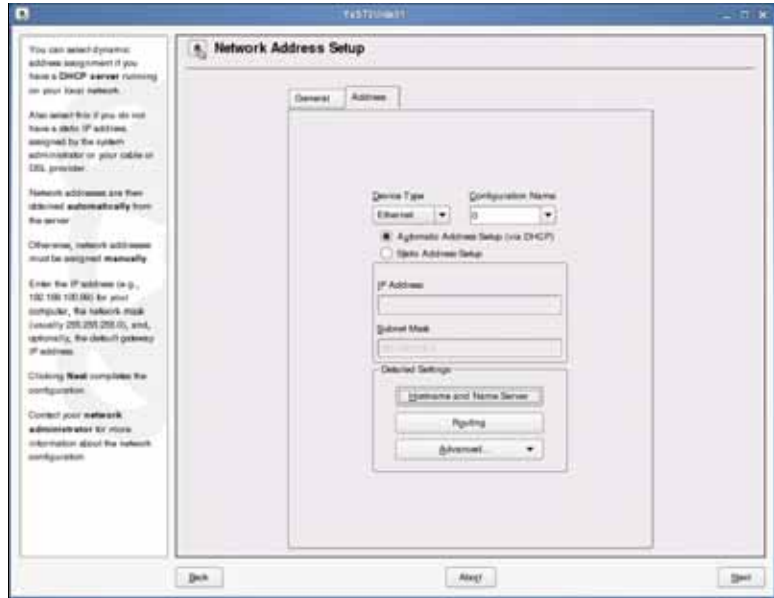 Network Address Setup
You can select dynamic
address assignment if you
have a DHCP server running
on your local network.
Also select this if you do not
have a static IP address
assigned by the system
administrator or your cable or
DSL provider.
Network addresses are then
obtained automatically from
the server.
Otherwise, network addresses
must be assigned manually.
Enter the IP address (e.g.,
192.168.100.99) for your
computer, the network mask
(usually 255.255.255.0), and,
optionally, the default gateway
IP address.
Clicking Next completes the
configuration.
Contact your network
administrator for more
information about the network
configuration.
General
Address
Device Type
Configuration Name
Ethernet
0
Automatic Address Setup (via DHCP)
Static Address Setup
IP Address
Subnet Mask
Detailed Settings
Hostname and Name Server
Routing
Advanced...
Back
Abort
Next